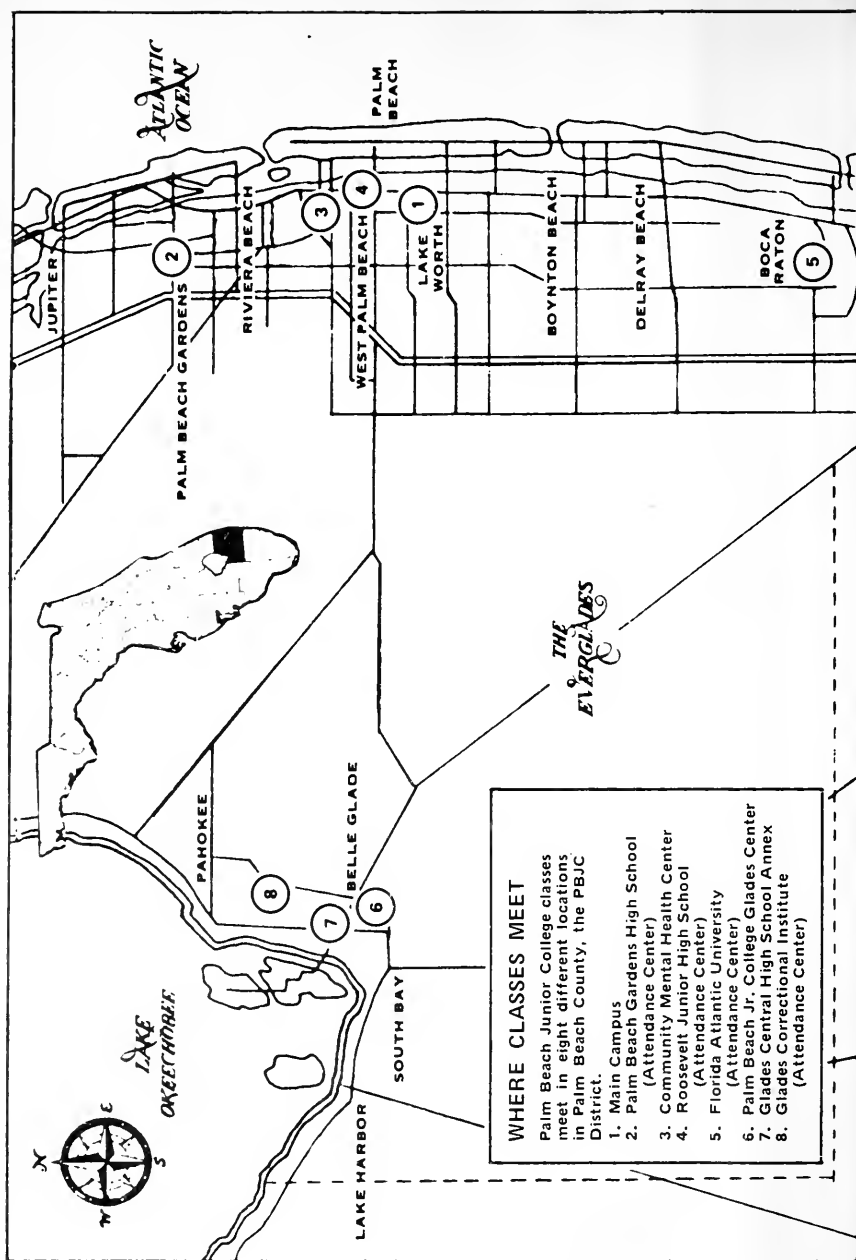 N
E
S
W
LAKE
OKEECHOBEE
ATLANTIC
OCEAN
JUPITER
PALM BEACH GARDENS
RIVIERA BEACH
PALM
BEACH
WEST PALM BEACH
LAKE
WORTH
BOYNTON BEACH
DELRAY BEACH
BOCA
RATON
PAHOKEE
BELLE GLADE
SOUTH BAY
LAKE HARBOR
THE
EVERGLADES
2
3
4
1
5
8
7
6
WHERE CLASSES MEET
Palm Beach Junior College classes
meet in eight different locations
in Palm Beach County, the PBJC
District.
1. Main Campus
2. Palm Beach Gardens High School
(Attendance Center)
3. Community Mental Health Center
4. Roosevelt Junior High School
(Attendance Center)
5. Florida Atlantic University
(Attendance Center)
6. Palm Beach Jr. College Glades Center
7. Glades Central High School Annex
8. Glades Correctional Institute
(Attendance Center)